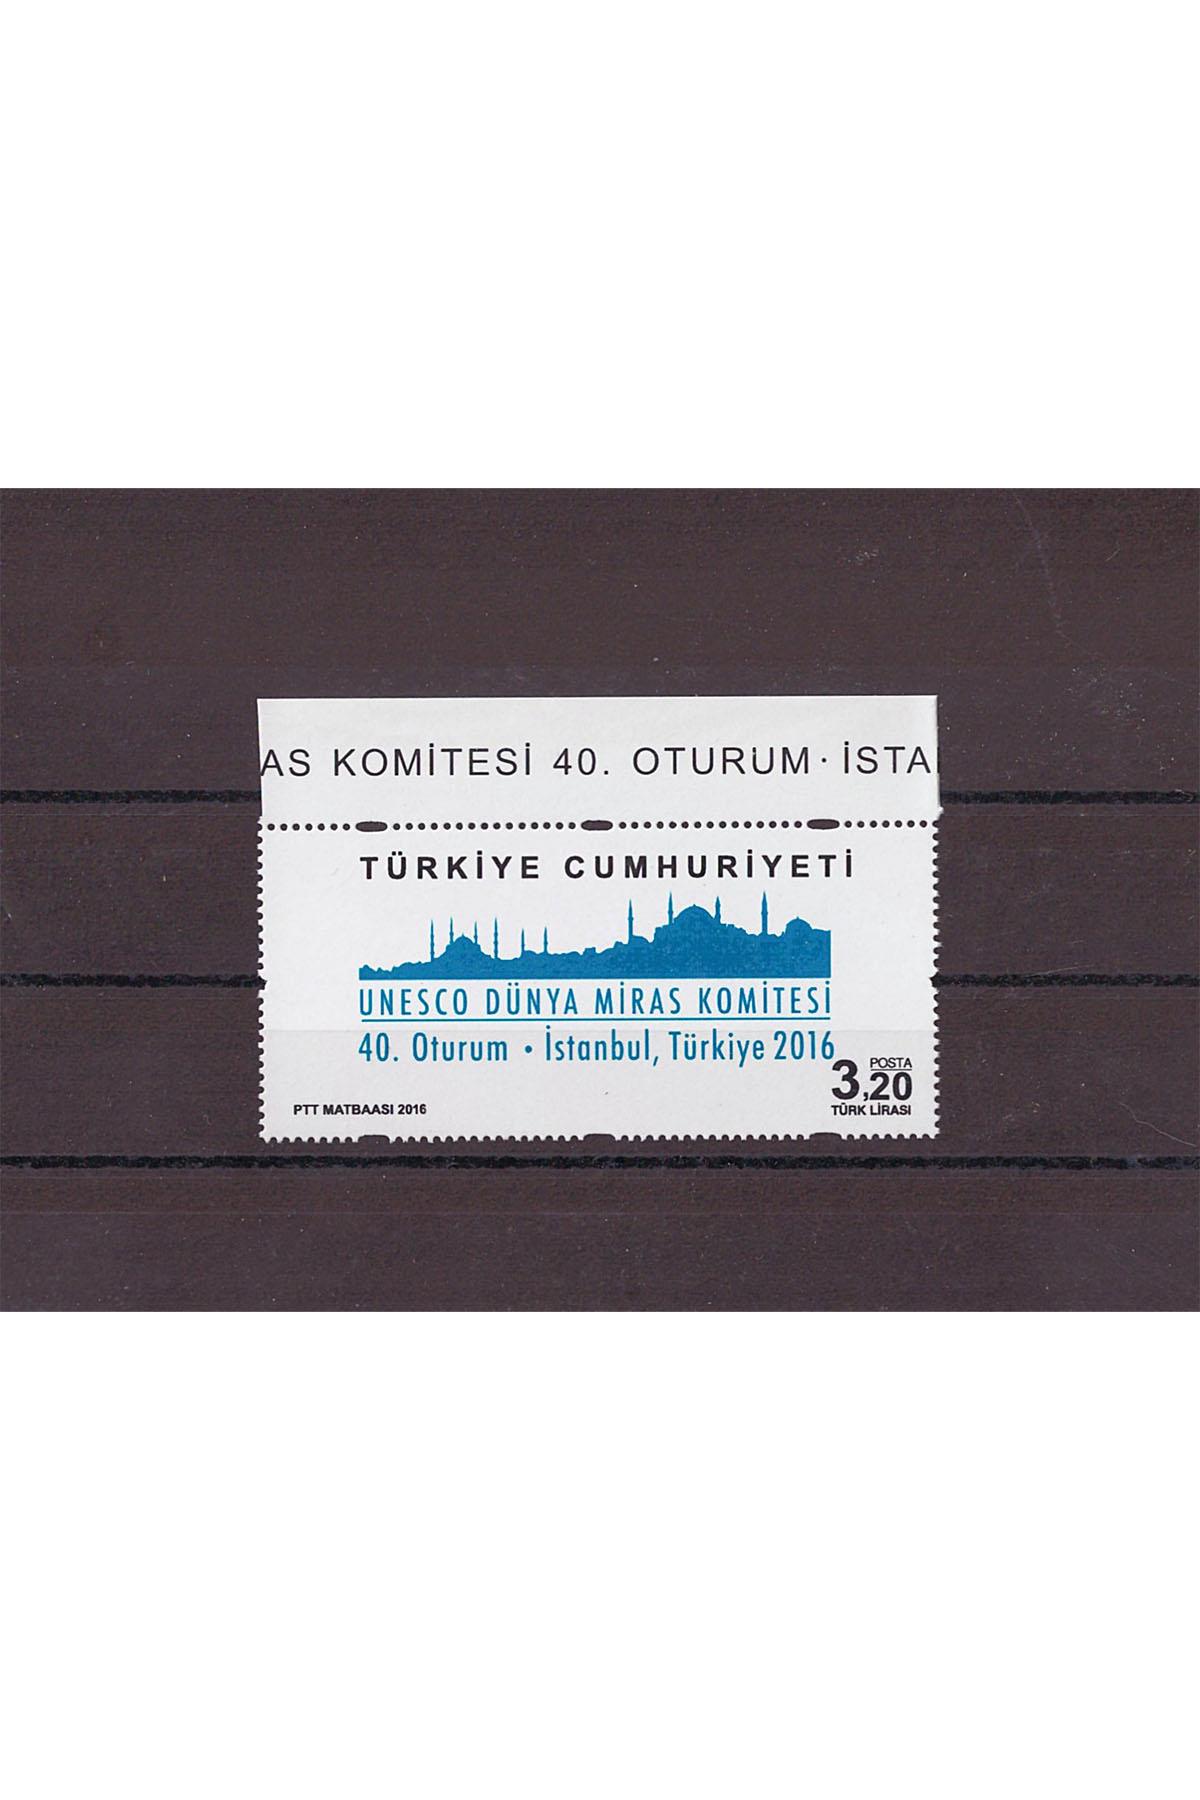 AS KOMİTESİ 40. OTURUM · İSTA
TÜRKİYE CUMHURİYETİ
UNESCO DÜNYA MİRAS KOMİTESİ
40. Oturum • İstanbul, Türkiye 2016
POSTA
3,20
TÜRK LİRASI
PTT MATBAASI 2016